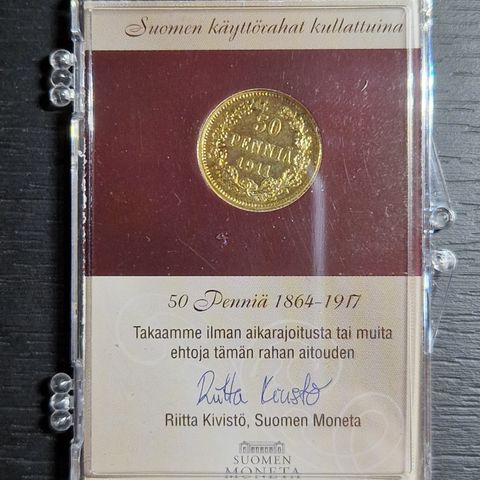 Suomen käyttörahat kullattuina
50
PENNIÄ
1911
50 Penniä 1864–1917
Takaamme ilman aikarajoitusta tai muita
ehtoja tämän rahan aitouden
Riitta Kivistö
Riitta Kivistö, Suomen Moneta
SUOMEN
MONETA